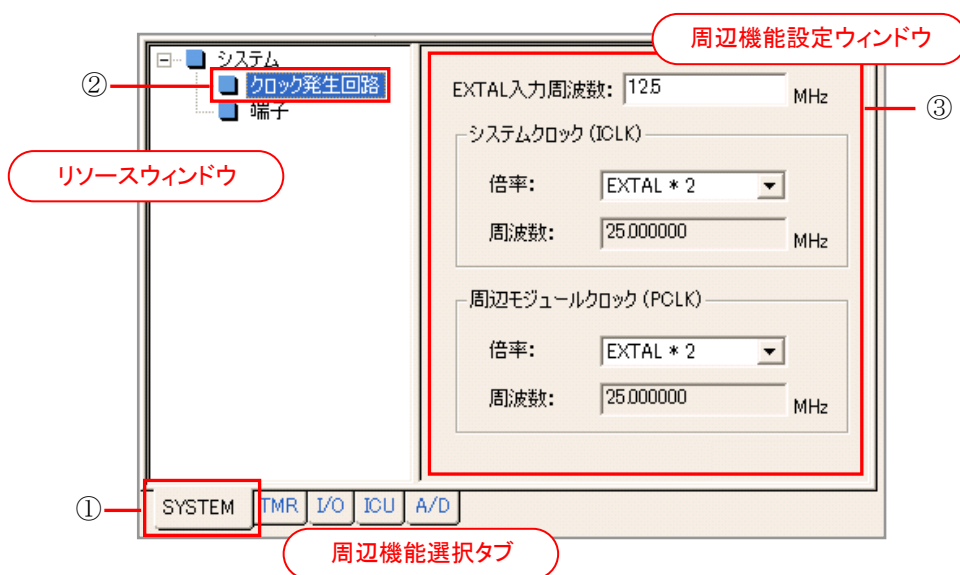 周辺機能設定ウィンドウ
システム
② クロック発生回路
端子
リソースウィンドウ
EXTAL入力周波数: 12.5 MHz
③
システムクロック (ICLK)
倍率: EXTAL * 2
周波数: 25.000000 MHz
周辺モジュールクロック (PCLK)
倍率: EXTAL * 2
周波数: 25.000000 MHz
① SYSTEM TMR I/O ICU A/D
周辺機能選択タブ